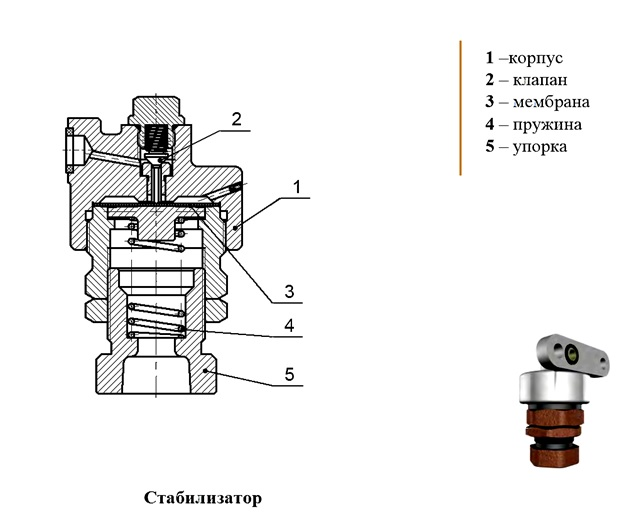 1 –корпус
2 – клапан
3 – мембрана
4 – пружина
5 – упорка
2
1
3
4
5
Стабилизатор